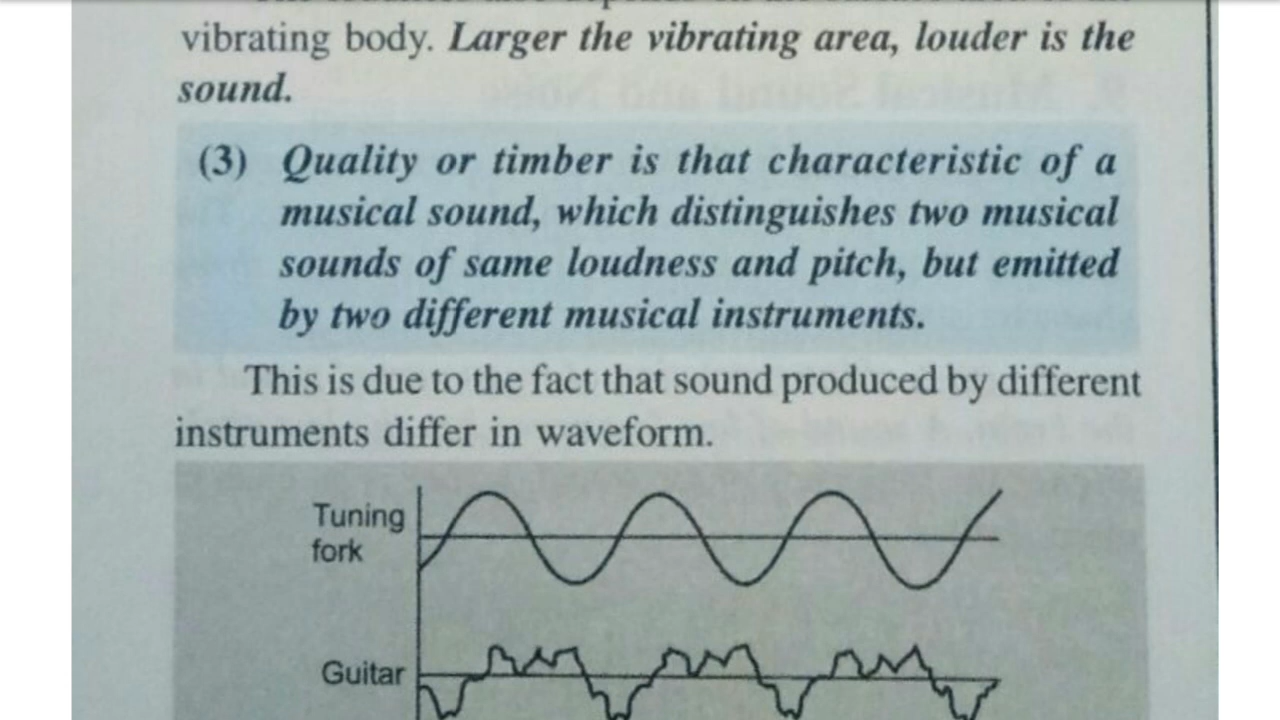 vibrating body. Larger the vibrating area, louder is the
sound.
(3) Quality or timber is that characteristic of a
musical sound, which distinguishes two musical
sounds of same loudness and pitch, but emitted
by two different musical instruments.
This is due to the fact that sound produced by different
instruments differ in waveform.
Tuning
fork
Guitar